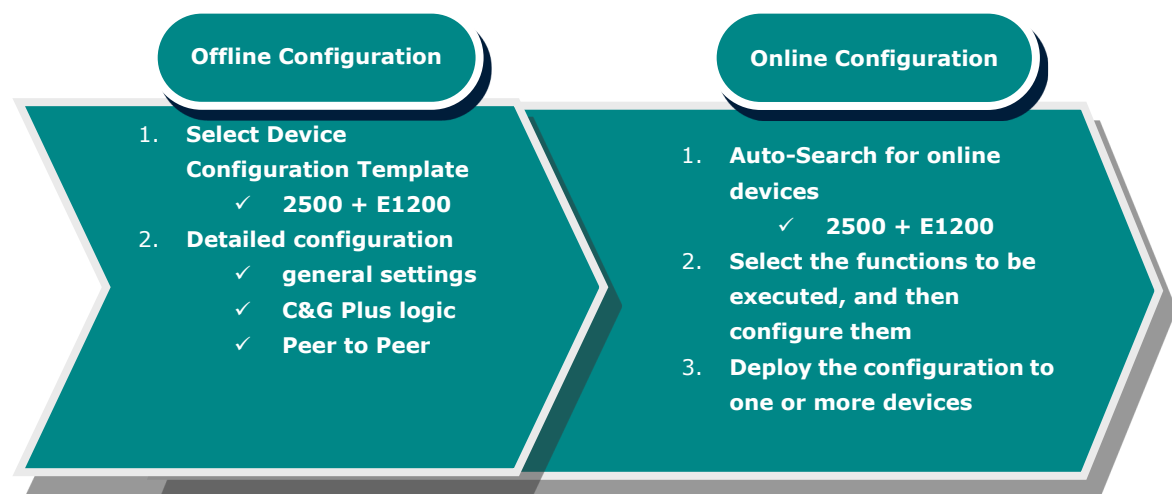 Offline Configuration
1. Select Device
Configuration Template
✓ 2500 + E1200
2. Detailed configuration
✓ general settings
✓ C&G Plus logic
✓ Peer to Peer
Online Configuration
1. Auto-Search for online
devices
✓ 2500 + E1200
2. Select the functions to be
executed, and then
configure them
3. Deploy the configuration to
one or more devices